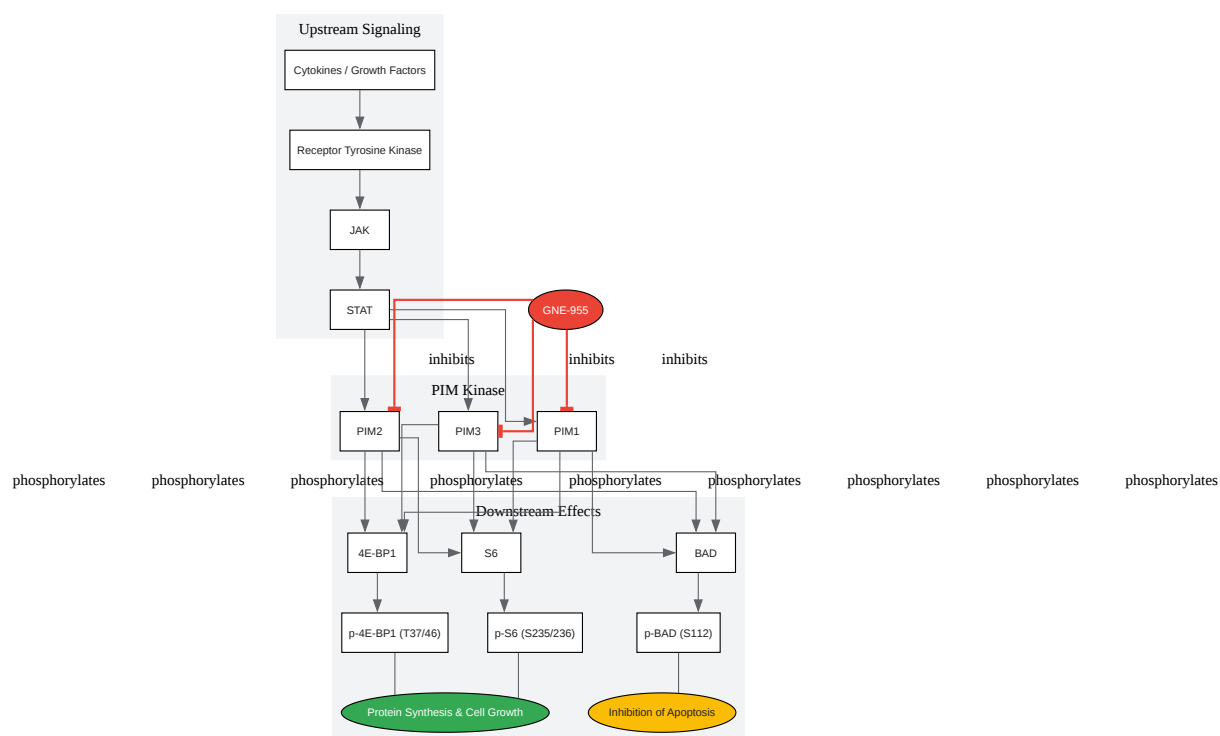 Upstream Signaling
Cytokines / Growth Factors
Receptor Tyrosine Kinase
JAK
STAT
GNE-955
inhibits
inhibits
inhibits
PIM Kinase
PIM2
PIM3
PIM1
phosphorylates
phosphorylates
phosphorylates
phosphorylates
phosphorylates
phosphorylates
phosphorylates
phosphorylates
phosphorylates
Downstream Effects
4E-BP1
S6
BAD
p-4E-BP1 (T37/46)
p-S6 (S235/236)
p-BAD (S112)
Protein Synthesis & Cell Growth
Inhibition of Apoptosis